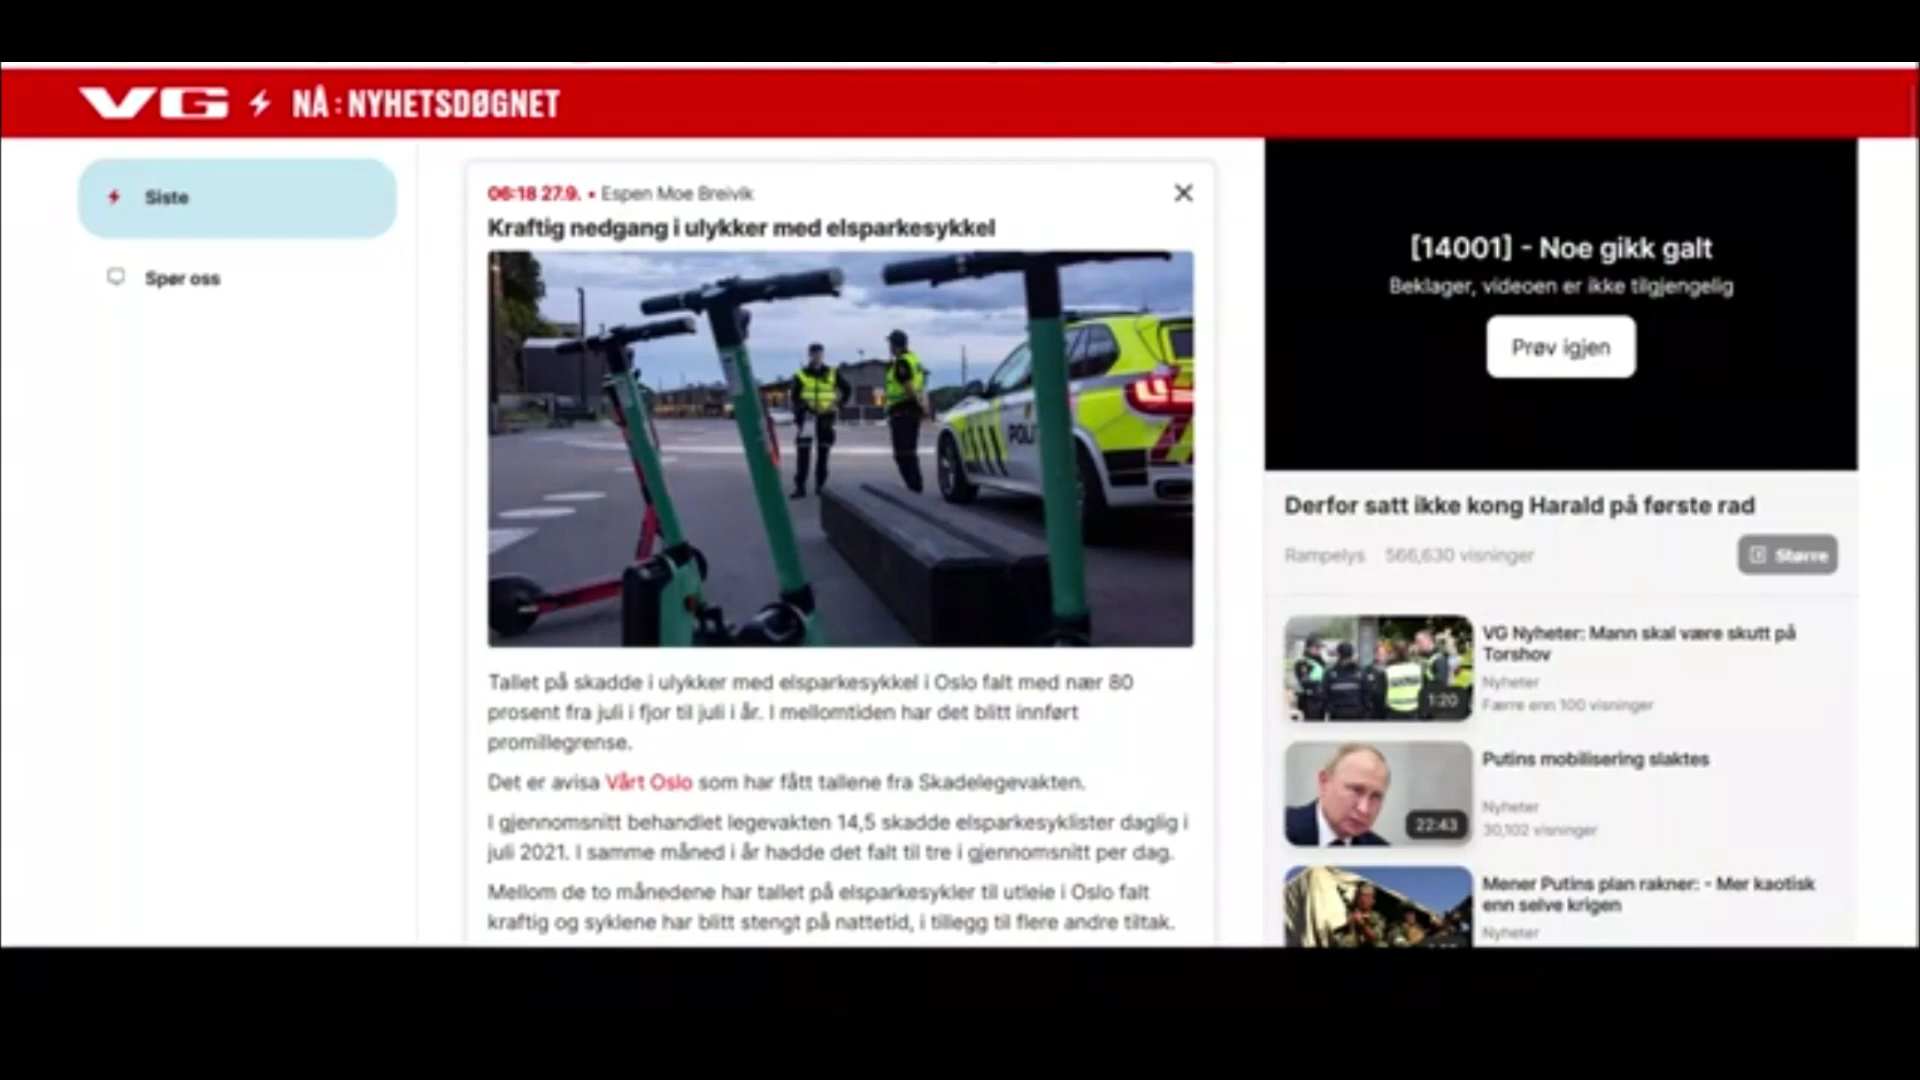 VG NÅ: NYHETSDØGNET
Siste
Spør oss
06:18 27.9. • Espen Moe Breivik
Kraftig nedgang i ulykker med elsparkesykkel
POLI
Tallet på skadde i ulykker med elsparkesykkel i Oslo falt med nær 80
prosent fra juli i fjor til juli i år. I mellomtiden har det blitt innført
promillegrense.
Det er avisa Vårt Oslo som har fått tallene fra Skadelegevakten.
I gjennomsnitt behandlet legevakten 14,5 skadde elsparkesyklister daglig i
juli 2021. I samme måned i år hadde det falt til tre i gjennomsnitt per dag.
Mellom de to månedene har tallet på elsparkesykler til utleie i Oslo falt
kraftig og syklene har blitt stengt på nattetid, i tillegg til flere andre tiltak.
[14001] - Noe gikk galt
Beklager, videoen er ikke tilgjengelig
Prøv igjen
Derfor satt ikke kong Harald på første rad
Rampelys 566,630 visninger
Større
VG Nyheter: Mann skal være skutt på
Torshov
Nyheter
Færre enn 100 visninger
1:20
Putins mobilisering slaktes
Nyheter
30,102 visninger
22:43
Mener Putins plan rakner: - Mer kaotisk
enn selve krigen
Nyheter